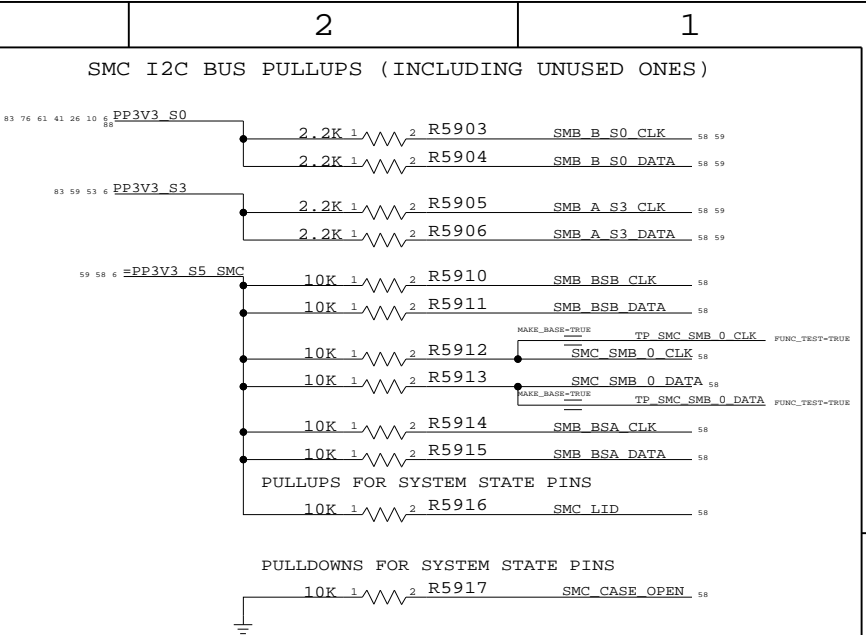 2 1
SMC I2C BUS PULLUPS (INCLUDING UNUSED ONES)
83 76 61 41 26 10 6 PP3V3_S0
88
2.2K 1 2 R5903 SMB_B_S0_CLK 58 59
2.2K 1 2 R5904 SMB_B_S0_DATA 58 59
83 59 53 6 PP3V3_S3
2.2K 1 2 R5905 SMB_A_S3_CLK 58 59
2.2K 1 2 R5906 SMB_A_S3_DATA 58 59
59 58 6 =PP3V3_S5_SMC
10K 1 2 R5910 SMB_BSB_CLK 58
10K 1 2 R5911 SMB_BSB_DATA 58
MAKE_BASE=TRUE TP_SMC_SMB_0_CLK FUNC_TEST=TRUE
10K 1 2 R5912 SMC_SMB_0_CLK 58
10K 1 2 R5913 SMC_SMB_0_DATA 58
MAKE_BASE=TRUE TP_SMC_SMB_0_DATA FUNC_TEST=TRUE
10K 1 2 R5914 SMB_BSA_CLK 58
10K 1 2 R5915 SMB_BSA_DATA 58
PULLUPS FOR SYSTEM STATE PINS
10K 1 2 R5916 SMC_LID 58
PULLDOWNS FOR SYSTEM STATE PINS
10K 1 2 R5917 SMC_CASE_OPEN 58